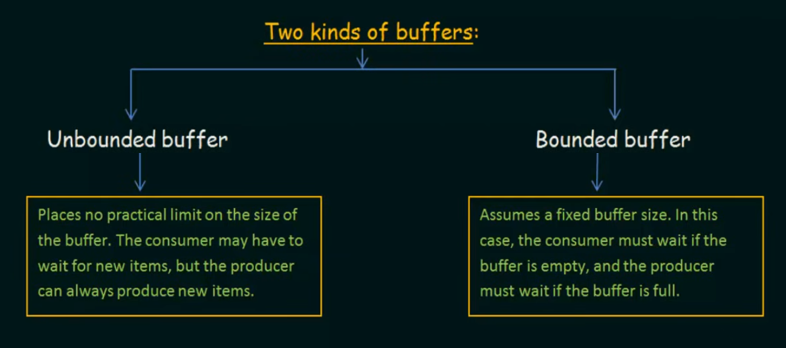 Two kinds of buffers:
Unbounded buffer
Bounded buffer
Places no practical limit on the size of
the buffer. The consumer may have to
wait for new items, but the producer
can always produce new items.
Assumes a fixed buffer size. In this
case, the consumer must wait if the
buffer is empty, and the producer
must wait if the buffer is full.